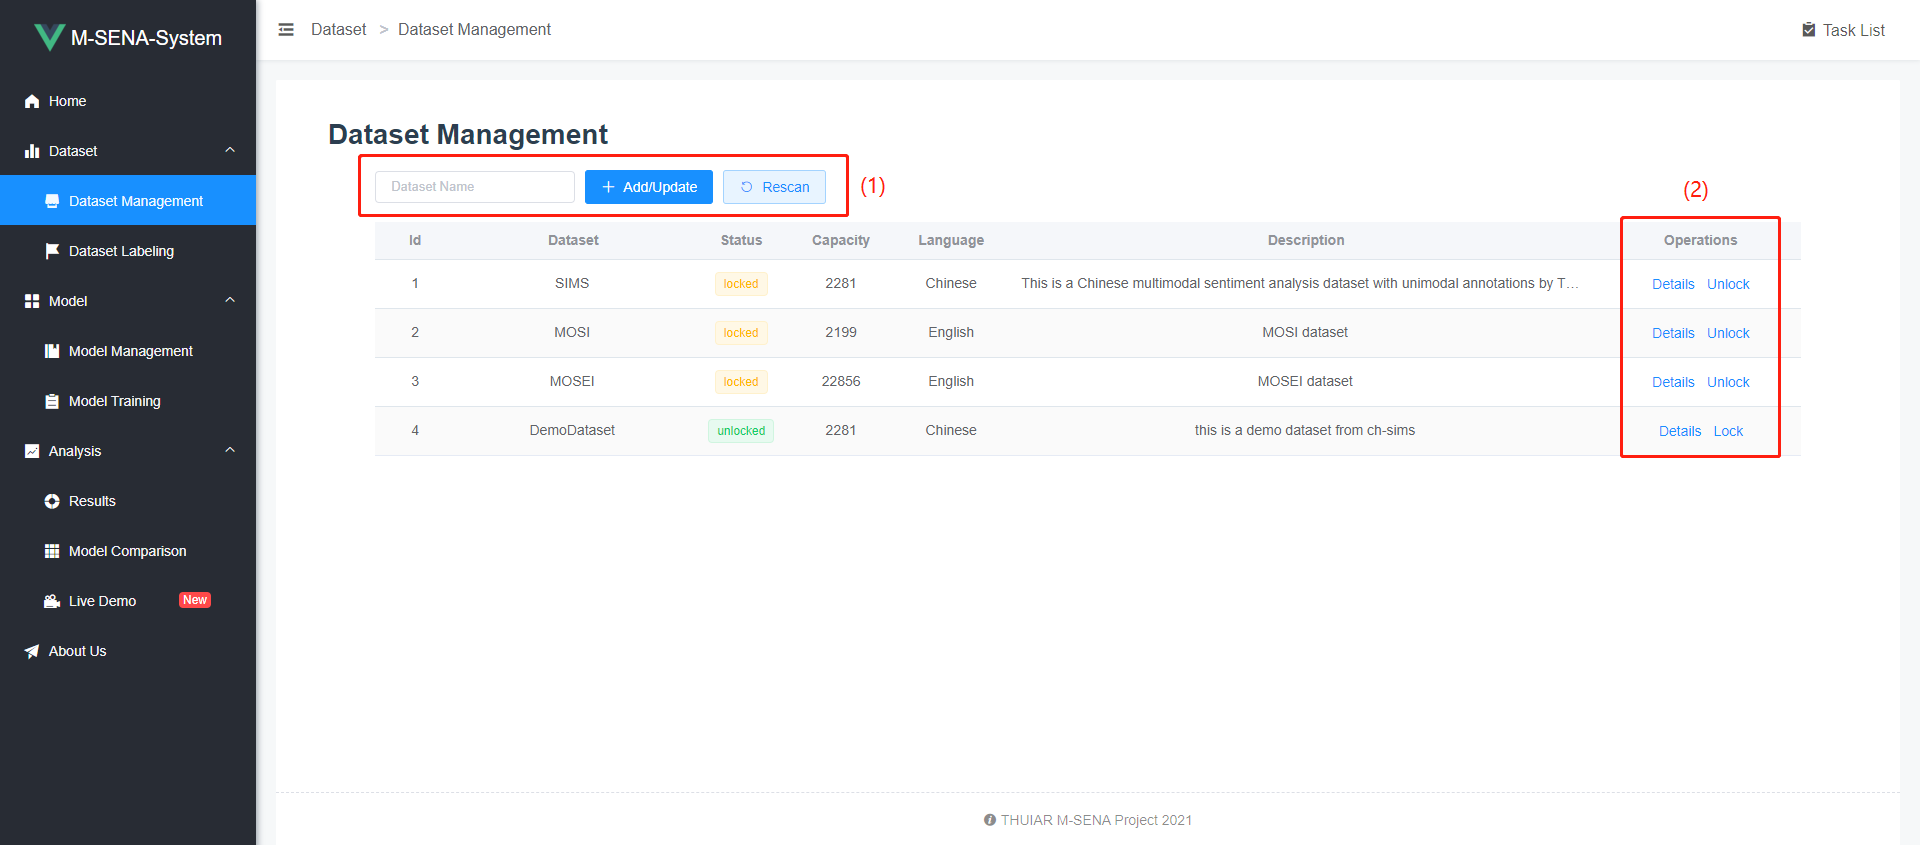 M-SENA-System
Home
Dataset
Dataset Management
Dataset Labeling
Model
Model Management
Model Training
Analysis
Results
Model Comparison
Live Demo New
About Us
Dataset > Dataset Management
Task List
Dataset Management
Dataset Name + Add/Update Rescan (1)
(2)
Id Dataset Status Capacity Language Description Operations
1 SIMS locked 2281 Chinese This is a Chinese multimodal sentiment analysis dataset with unimodal annotations by T… Details Unlock
2 MOSI locked 2199 English MOSI dataset Details Unlock
3 MOSEI locked 22856 English MOSEI dataset Details Unlock
4 DemoDataset unlocked 2281 Chinese this is a demo dataset from ch-sims Details Lock
THUIAR M-SENA Project 2021